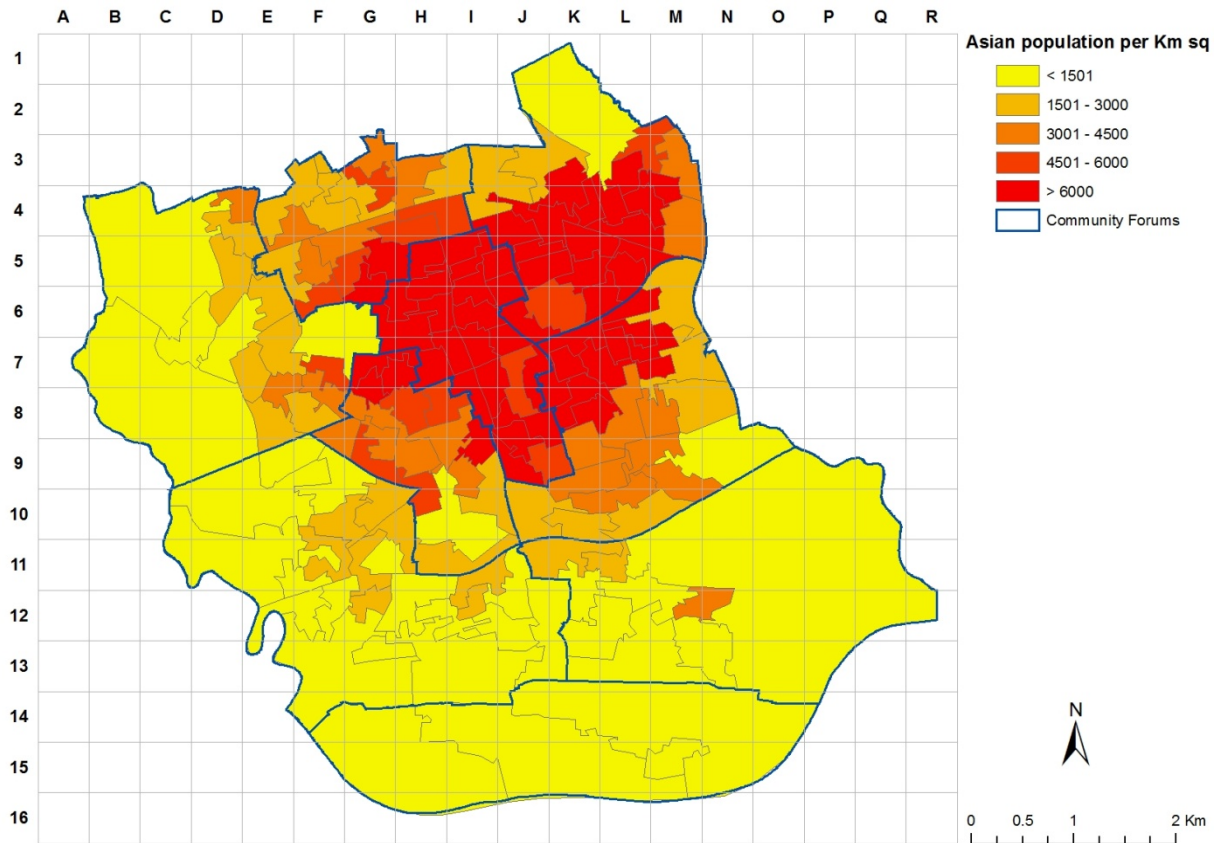 A B C D E F G H I J K L M N O P Q R
1
2
3
4
5
6
7
8
9
10
11
12
13
14
15
16
Asian population per Km sq
< 1501
1501 - 3000
3001 - 4500
4501 - 6000
> 6000
Community Forums
N
0 0.5 1 2 Km